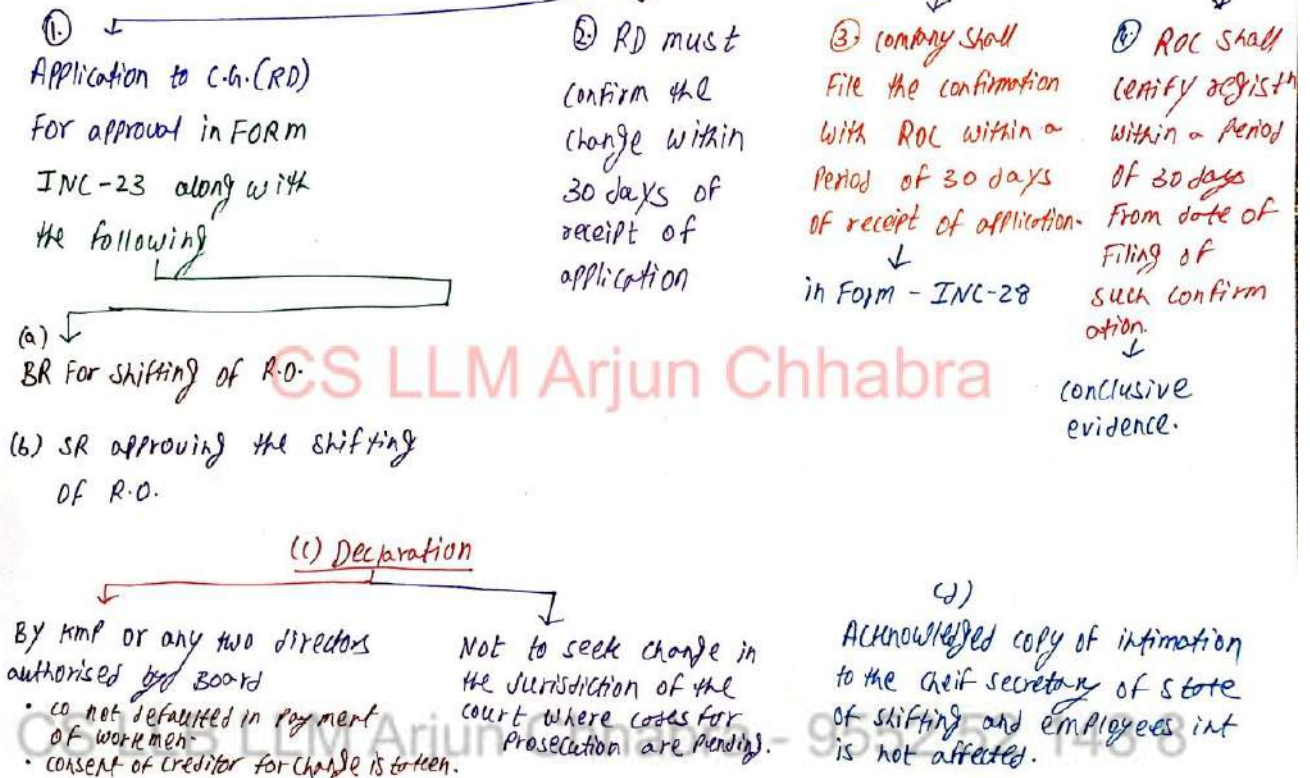 ①
Application to C.G.(RD)
For approval in FORM
INC-23 along with
the following
② RD must
confirm the
change within
30 days of
receipt of
application
③ company shall
File the confirmation
with ROC within a
Period of 30 days
of receipt of application.
in Form - INC-28
④ ROC shall
certify regist
within a period
of 30 days
From date of
Filing of
such confirm
ation.
conclusive
evidence.
(a)
BR For shifting of R.O.
CS LLM Arjun Chhabra
(b) SR approving the shifting
OF R.O.
(c) Declaration
By KMP or any two directors
authorised by Board
• co not defaulted in payment
of workmen.
• consent of creditor for change is taken.
Not to seek change in
the Jurisdiction of the
court where cases for
Prosecution are Pending.
(d)
Acknowledged copy of intimation
to the cheif secretary of state
of shifting and employees int
is not affected.
CS LLM Arjun